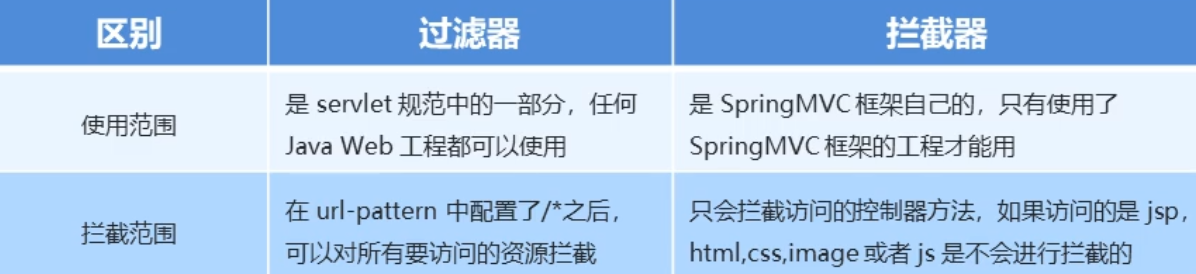 区别 过滤器 拦截器
使用范围
是 servlet 规范中的一部分，任何
Java Web 工程都可以使用
是 SpringMVC 框架自己的，只有使用了
SpringMVC 框架的工程才能用
拦截范围
在 url-pattern 中配置了/*之后，
可以对所有要访问的资源拦截
只会拦截访问的控制器方法，如果访问的是 jsp，
html,css,image 或者 js 是不会进行拦截的